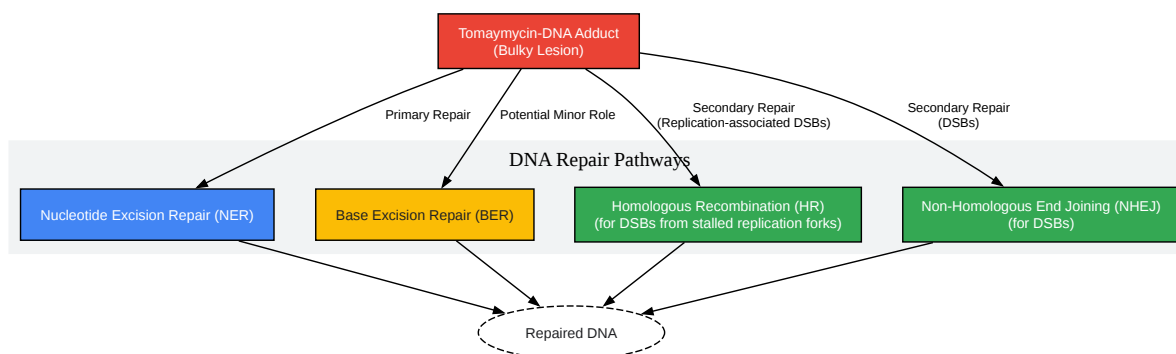 Tomaymycin-DNA Adduct
(Bulky Lesion)
Primary Repair
Potential Minor Role
Secondary Repair
(Replication-associated DSBs)
Secondary Repair
(DSBs)
DNA Repair Pathways
Nucleotide Excision Repair (NER)
Base Excision Repair (BER)
Homologous Recombination (HR)
(for DSBs from stalled replication forks)
Non-Homologous End Joining (NHEJ)
(for DSBs)
Repaired DNA